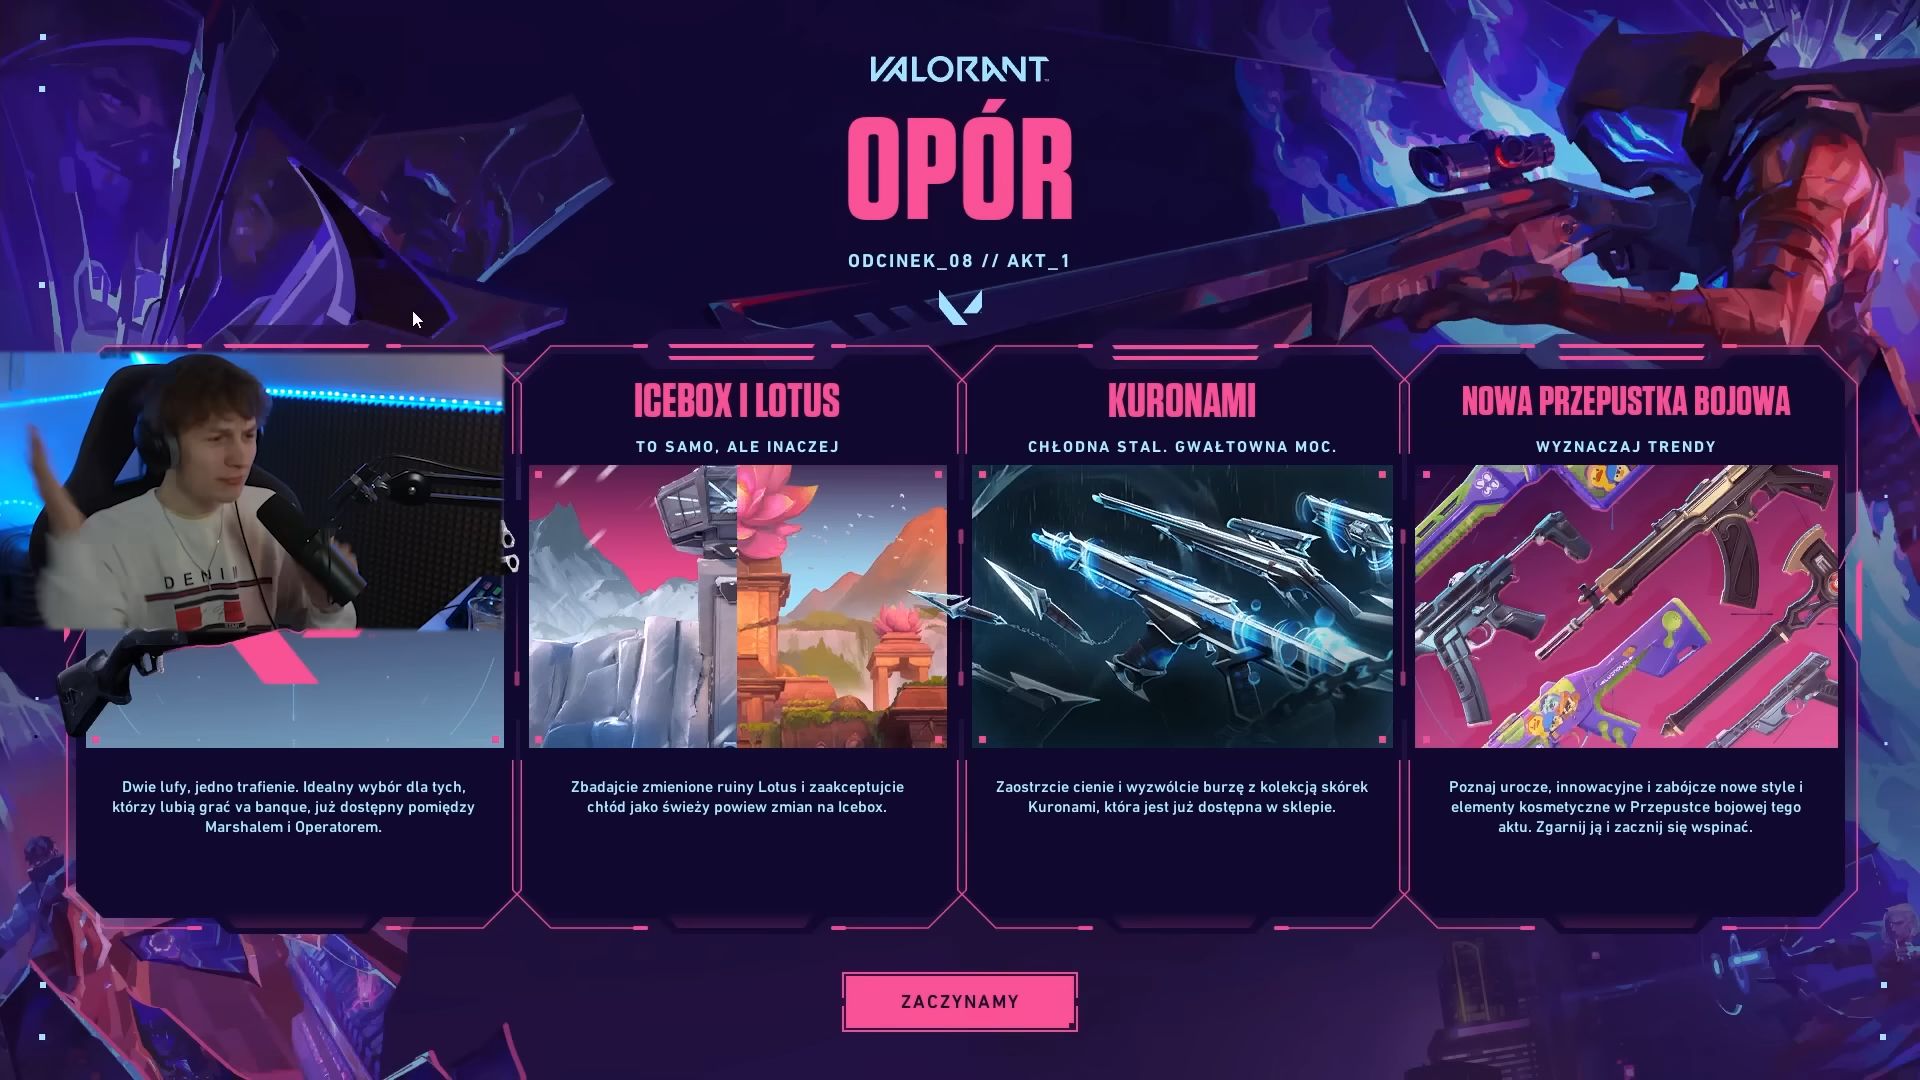 VALORANT
OPÓR
ODCINEK_08 // AKT_1
ICEBOX I LOTUS
TO SAMO, ALE INACZEJ
KURONAMI
CHŁODNA STAL. GWAŁTOWNA MOC.
NOWA PRZEPUSTKA BOJOWA
WYZNACZAJ TRENDY
Dwie lufy, jedno trafienie. Idealny wybór dla tych,
którzy lubią grać va banque, już dostępny pomiędzy
Marshalem i Operatorem.
Zbadajcie zmienione ruiny Lotus i zaakceptujcie
chłód jako świeży powiew zmian na Icebox.
Zaostrzcie cienie i wyzwólcie burzę z kolekcją skórek
Kuronami, która jest już dostępna w sklepie.
Poznaj urocze, innowacyjne i zabójcze nowe style i
elementy kosmetyczne w Przepustce bojowej tego
aktu. Zgarnij ją i zacznij się wspinać.
ZACZYNAMY